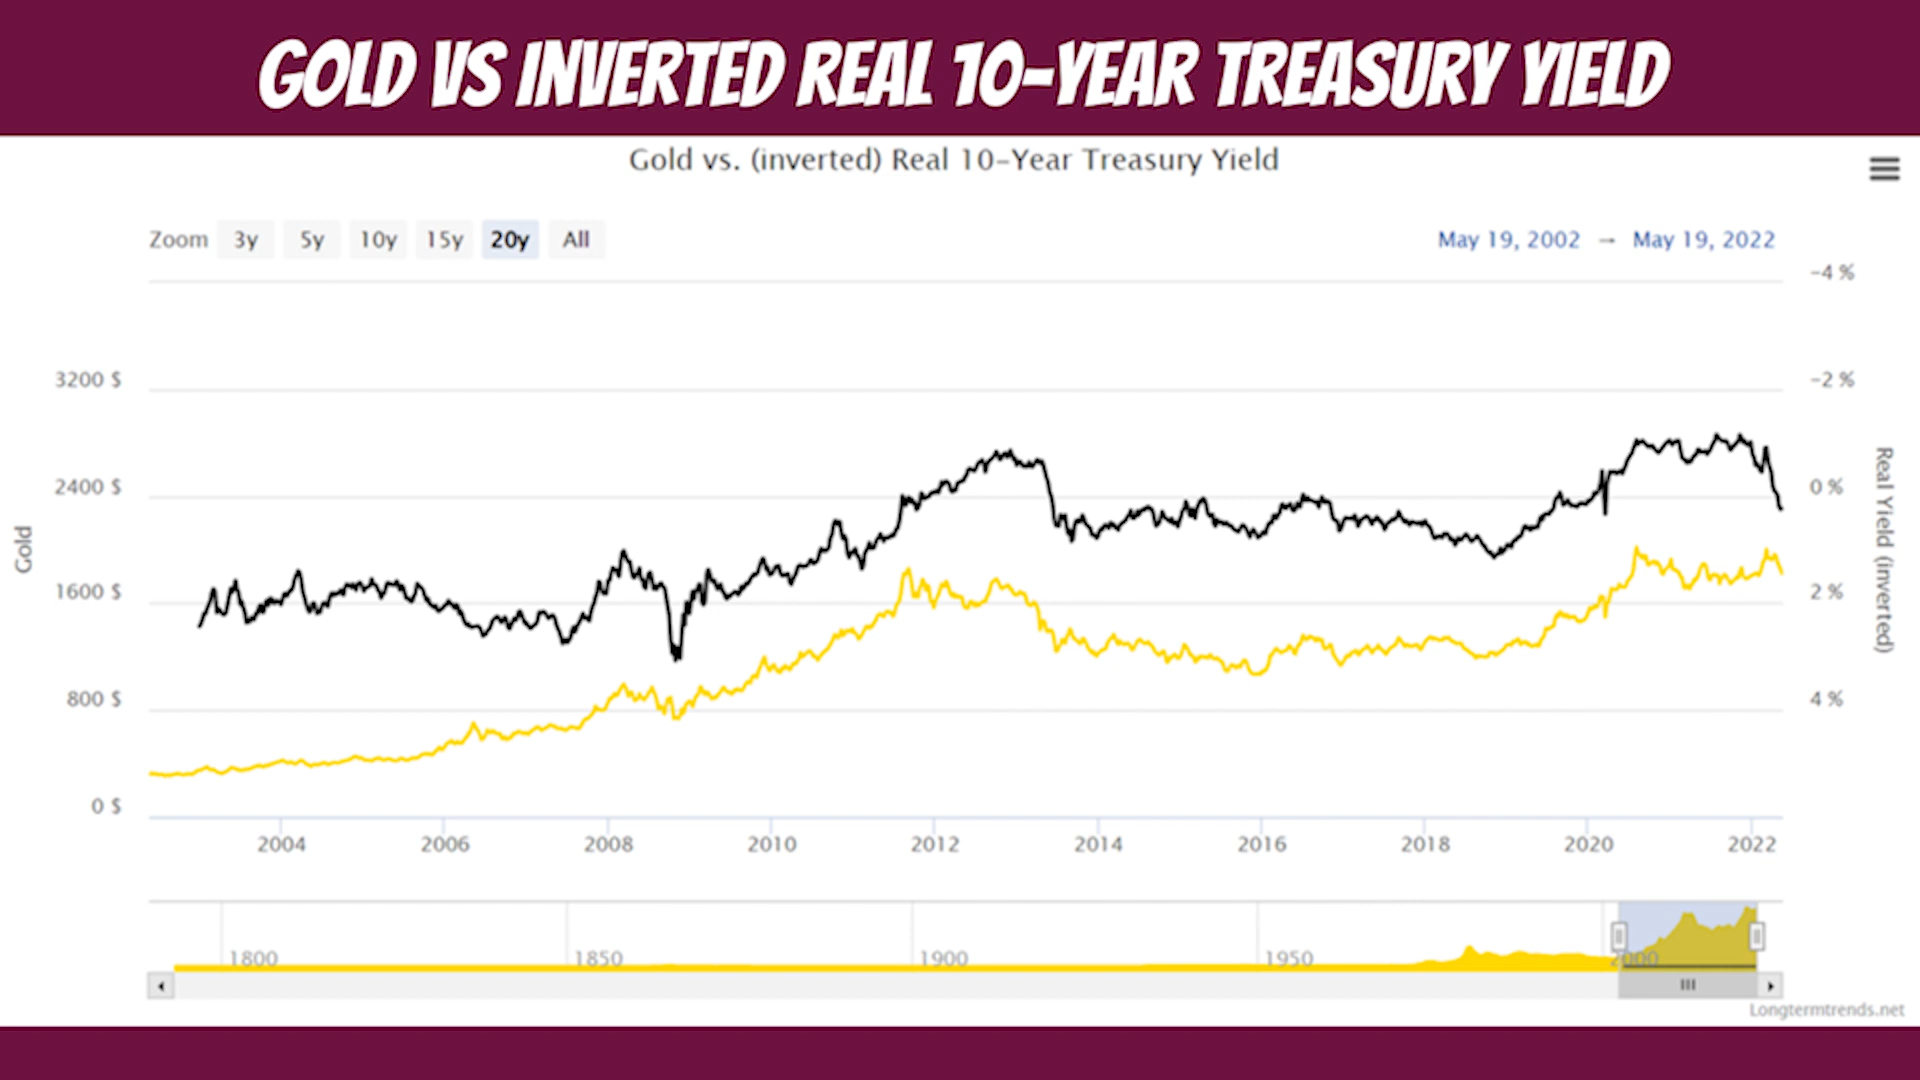 GOLD VS INVERTED REAL 10-YEAR TREASURY YIELD
Gold vs. (inverted) Real 10-Year Treasury Yield
Zoom 3y 5y 10y 15y 20y All
May 19, 2002 → May 19, 2022
-4 %
3200 $ -2 %
2400 $ 0 %
1600 $ 2 %
800 $ 4 %
0 $
Gold
Real Yield (inverted)
2004 2006 2008 2010 2012 2014 2016 2018 2020 2022
1800 1850 1900 1950 2000
Longtermtrends.net